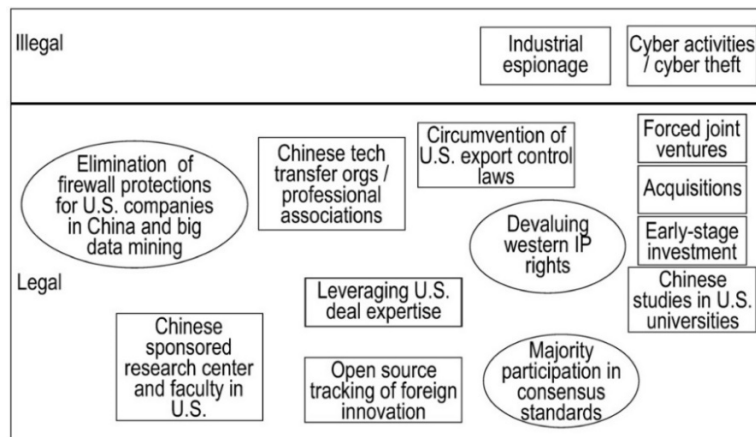 Illegal
Industrial
espionage
Cyber activities
/ cyber theft
Elimination of
firewall protections
for U.S. companies
in China and big
data mining
Chinese tech
transfer orgs /
professional
associations
Circumvention of
U.S. export control
laws
Forced joint
ventures
Acquisitions
Devaluing
western IP
rights
Early-stage
investment
Legal
Leveraging U.S.
deal expertise
Chinese
studies in U.S.
universities
Chinese
sponsored
research center
and faculty in
U.S.
Open source
tracking of foreign
innovation
Majority
participation in
consensus
standards